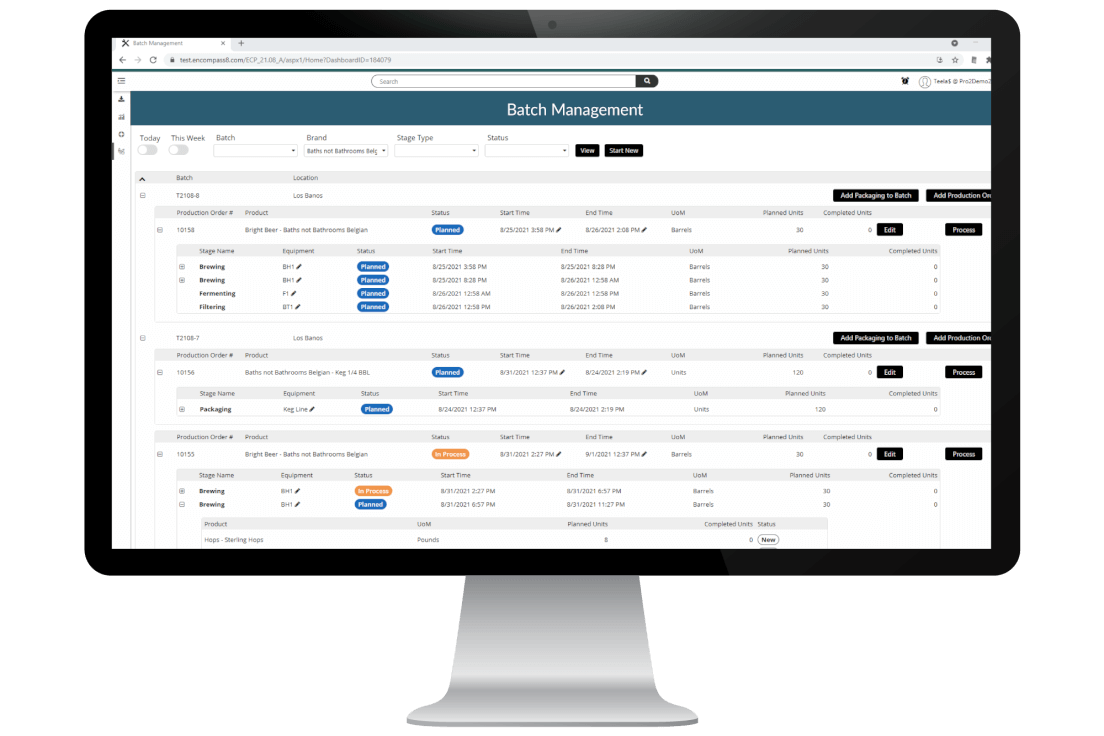 Batch Management
test.encompass8.com/ECP_21.08_A/aspx1/Home?DashboardID=184079
Search
Teela$ @ Pro2Demo2
Batch Management
Today This Week Batch Brand Stage Type Status
Baths not Bathrooms Belg View Start New
Batch Location
T2108-8 Los Banos Add Packaging to Batch Add Production Or
Production Order # Product Status Start Time End Time UoM Planned Units Completed Units
10158 Bright Beer - Baths not Bathrooms Belgian Planned 8/25/2021 3:58 PM 8/26/2021 2:08 PM Barrels 30 0 Edit Process
Stage Name Equipment Status Start Time End Time UoM Planned Units Completed Units
Brewing BH1 Planned 8/25/2021 3:58 PM 8/25/2021 8:28 PM Barrels 30 0
Brewing BH1 Planned 8/25/2021 8:28 PM 8/26/2021 12:58 AM Barrels 30 0
Fermenting F1 Planned 8/26/2021 12:58 AM 8/26/2021 12:58 PM Barrels 30 0
Filtering BT1 Planned 8/26/2021 12:58 PM 8/26/2021 2:08 PM Barrels 30 0
T2108-7 Los Banos Add Packaging to Batch Add Production Or
Production Order # Product Status Start Time End Time UoM Planned Units Completed Units
10156 Baths not Bathrooms Belgian - Keg 1/4 BBL Planned 8/31/2021 12:37 PM 8/24/2021 2:19 PM Units 120 0 Edit Process
Stage Name Equipment Status Start Time End Time UoM Planned Units Completed Units
Packaging Keg Line Planned 8/24/2021 12:37 PM 8/24/2021 2:19 PM Units 120 0
Production Order # Product Status Start Time End Time UoM Planned Units Completed Units
10155 Bright Beer - Baths not Bathrooms Belgian In Process 8/31/2021 2:27 PM 9/1/2021 12:37 PM Barrels 30 0 Edit Process
Stage Name Equipment Status Start Time End Time UoM Planned Units Completed Units
Brewing BH1 In Process 8/31/2021 2:27 PM 8/31/2021 6:57 PM Barrels 30 0
Brewing BH1 Planned 8/31/2021 6:57 PM 8/31/2021 11:27 PM Barrels 30 0
Product UoM Planned Units Completed Units Status
Hops - Sterling Hops Pounds 8 0 New